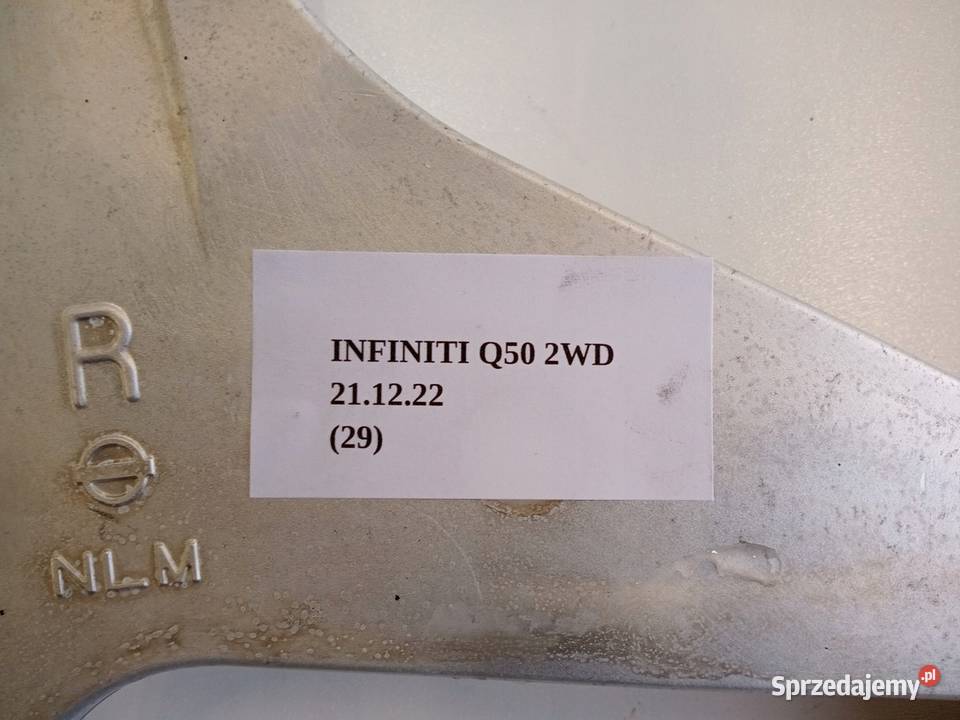 INFINITI Q50 2WD
21.12.22
(29)
R
NLM
Sprzedajemy.pl